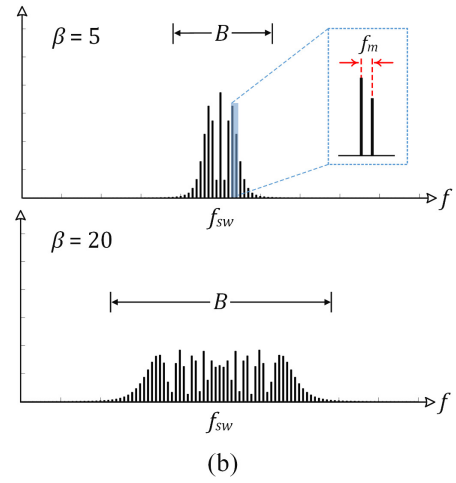 β = 5
B
f_m
f_sw
f
β = 20
B
f_sw
f
(b)